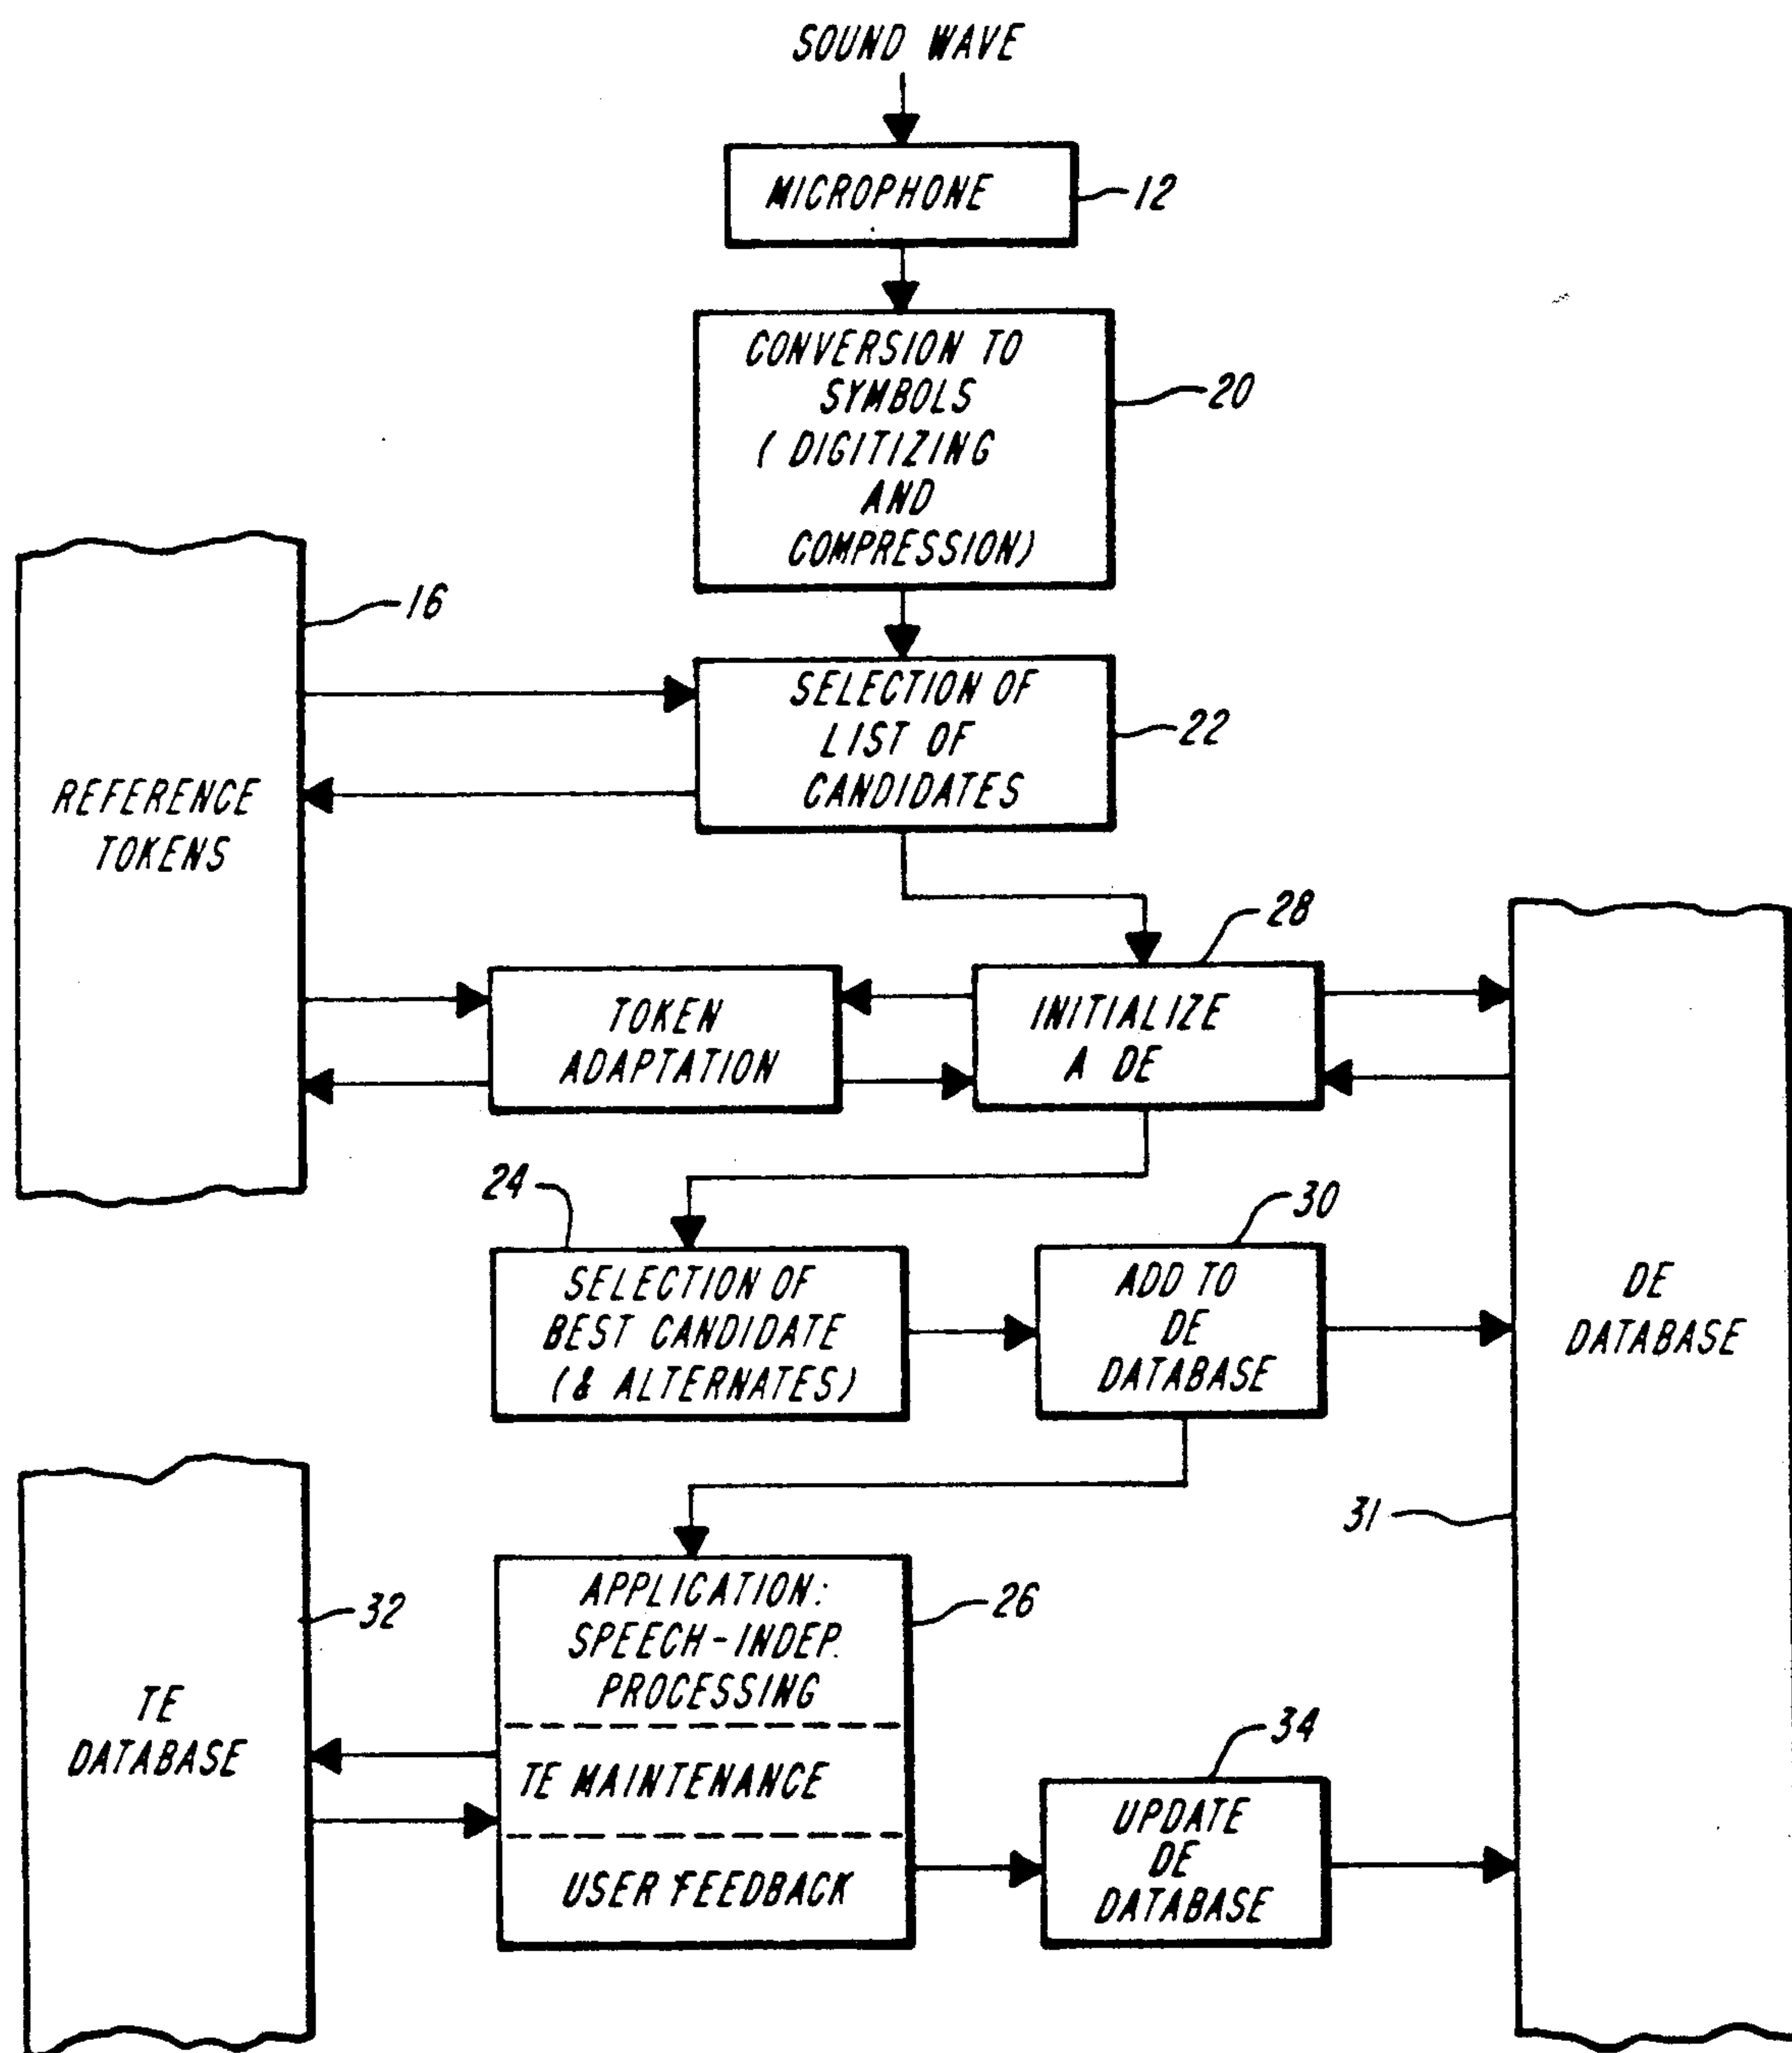 SOUND WAVE
MICROPHONE
12
CONVERSION TO
SYMBOLS
( DIGITIZING
AND
COMPRESSION)
20
16
SELECTION OF
LIST OF
CANDIDATES
22
REFERENCE
TOKENS
28
TOKEN
ADAPTATION
INITIALIZE
A DE
24
30
SELECTION OF
BEST CANDIDATE
(& ALTERNATES)
ADD TO
DE
DATABASE
DE
DATABASE
31
32
APPLICATION:
SPEECH-INDEP.
PROCESSING
26
TE
DATABASE
TE MAINTENANCE
34
USER FEEDBACK
UPDATE
DE
DATABASE